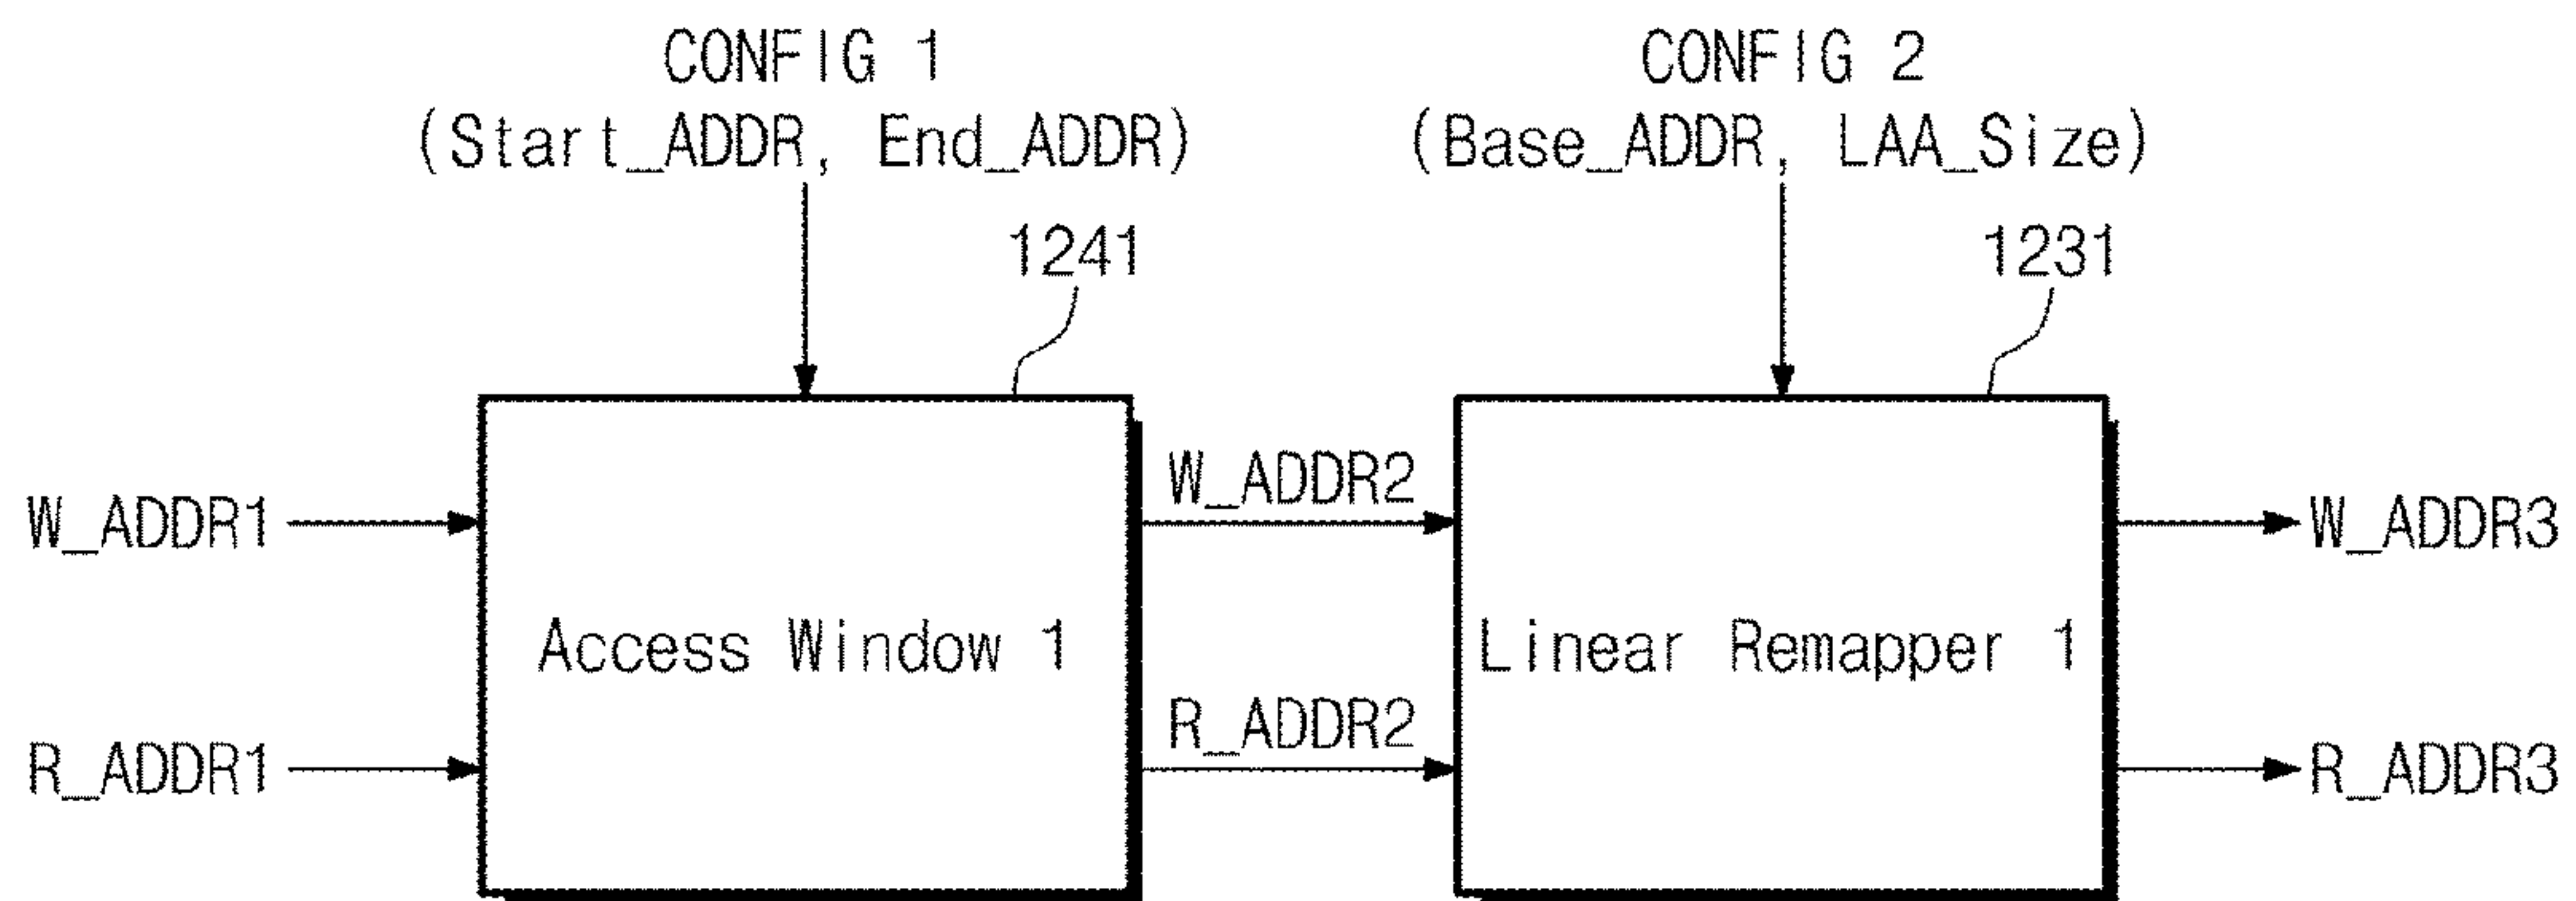 CONFIG 1
(Start_ADDR, End_ADDR)
CONFIG 2
(Base_ADDR, LAA_Size)
1241
1231
W_ADDR1
W_ADDR2
W_ADDR3
Access Window 1
Linear Remapper 1
R_ADDR1
R_ADDR2
R_ADDR3